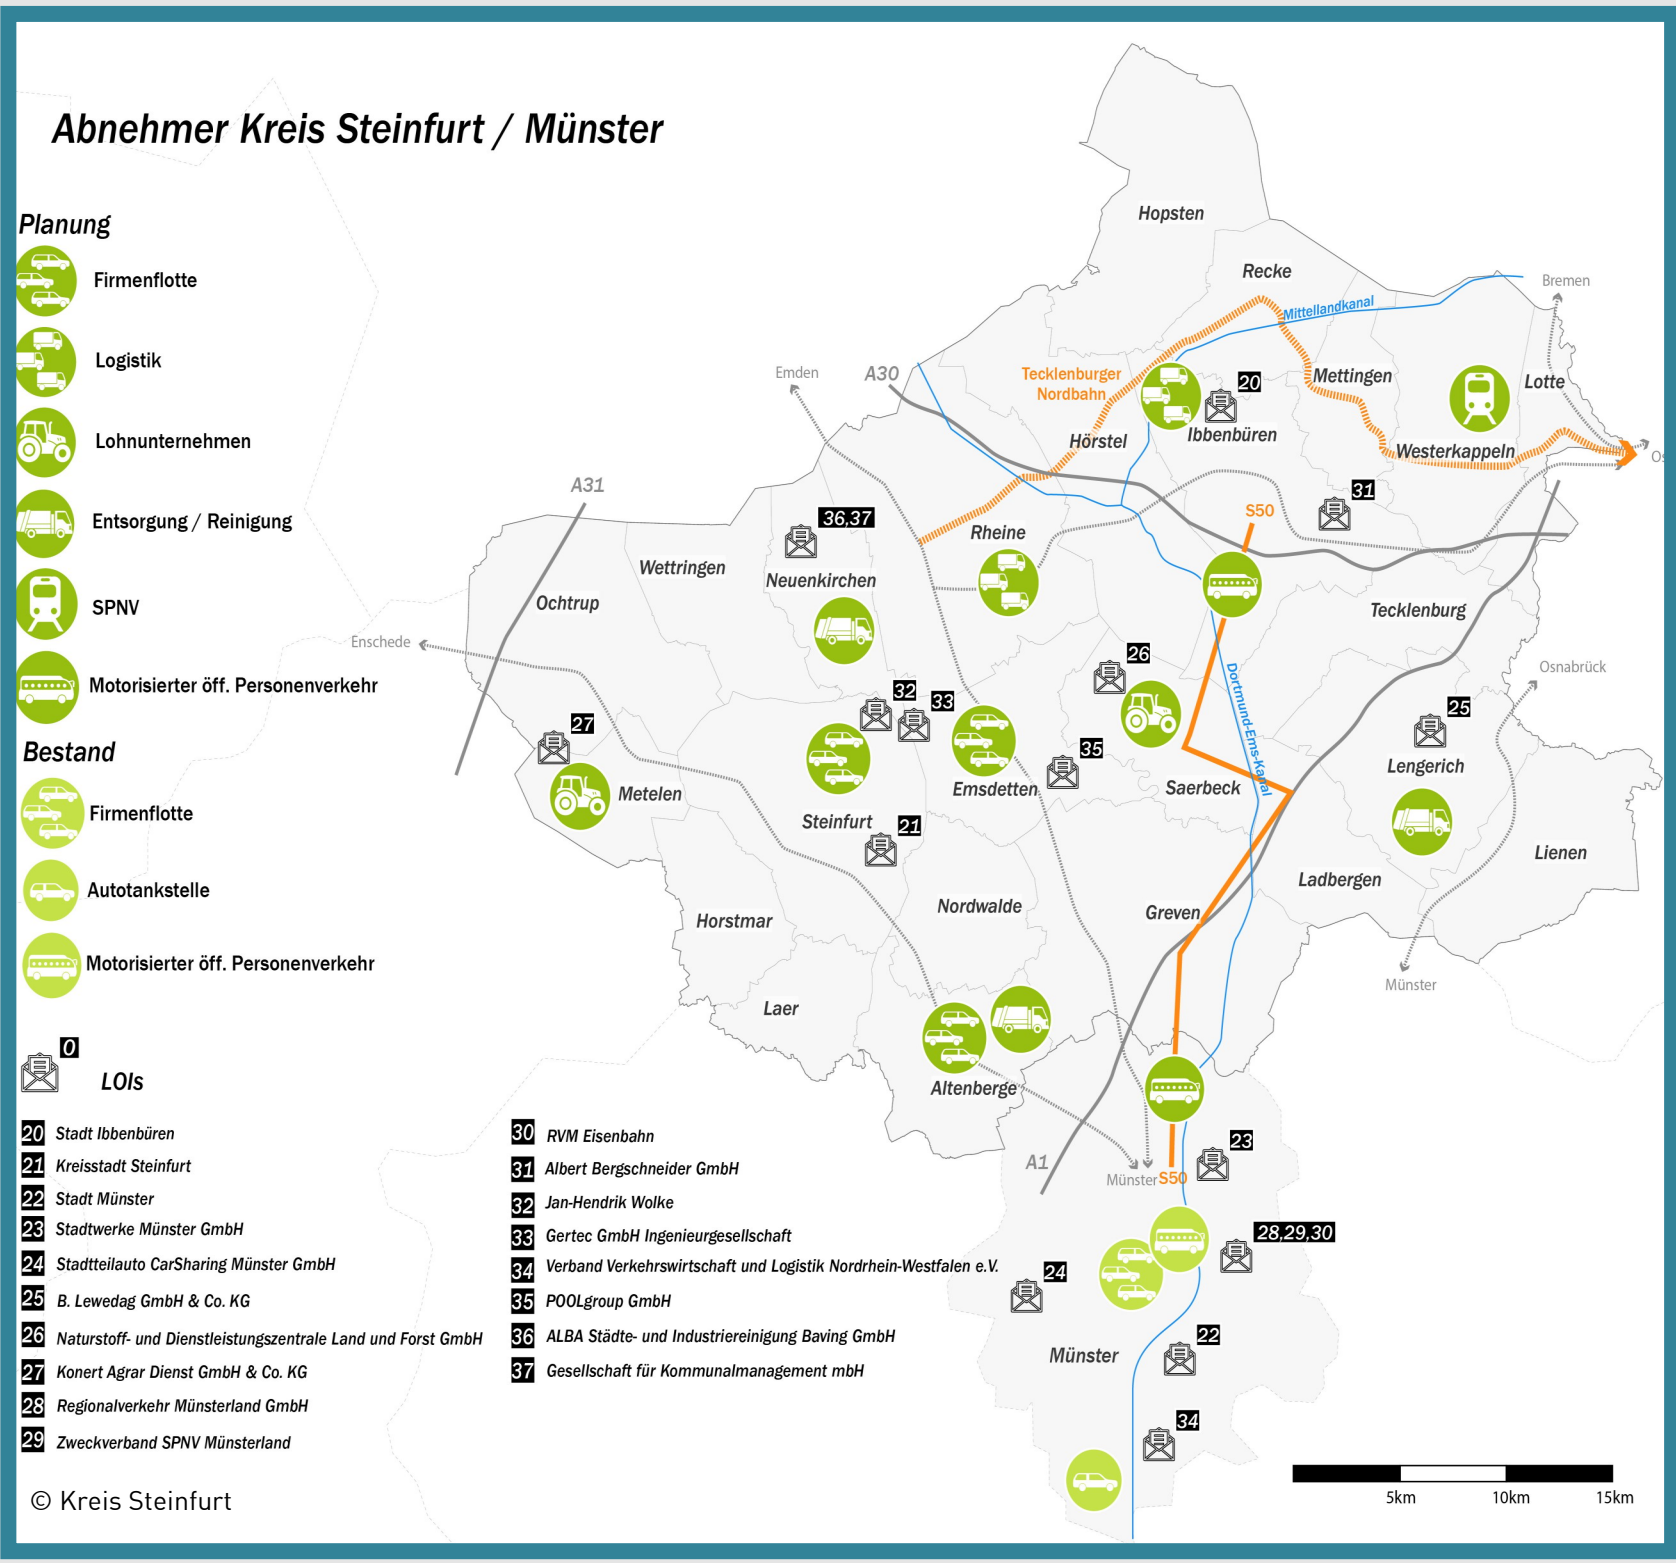 Abnehmer Kreis Steinfurt / Münster
Planung
Firmenflotte
Logistik
Lohnunternehmen
Entsorgung / Reinigung
SPNV
Motorisierter öff. Personenverkehr
Bestand
Firmenflotte
Autotankstelle
Motorisierter öff. Personenverkehr
0
LOIs
20 Stadt Ibbenbüren
21 Kreisstadt Steinfurt
22 Stadt Münster
23 Stadtwerke Münster GmbH
24 Stadtteilauto CarSharing Münster GmbH
25 B. Lewedag GmbH & Co. KG
26 Naturstoff- und Dienstleistungszentrale Land und Forst GmbH
27 Konert Agrar Dienst GmbH & Co. KG
28 Regionalverkehr Münsterland GmbH
29 Zweckverband SPNV Münsterland
30 RVM Eisenbahn
31 Albert Bergschneider GmbH
32 Jan-Hendrik Wolke
33 Gertec GmbH Ingenieurgesellschaft
34 Verband Verkehrswirtschaft und Logistik Nordrhein-Westfalen e.V.
35 POOLgroup GmbH
36 ALBA Städte- und Industriereinigung Baving GmbH
37 Gesellschaft für Kommunalmanagement mbH
© Kreis Steinfurt
Hopsten
Recke
Bremen
Mittellandkanal
Emden
A30
Tecklenburger
Nordbahn
20
Mettingen
Lotte
Hörstel
Ibbenbüren
Westerkappeln
Os
A31
31
S50
36,37
Rheine
Wettringen
Neuenkirchen
Ochtrup
Tecklenburg
Enschede
26
Osnabrück
Dortmund-Ems-Kanal
32
33
25
27
35
Lengerich
Metelen
Emsdetten
Saerbeck
Steinfurt
21
Lienen
Ladbergen
Nordwalde
Greven
Horstmar
Münster
Laer
Altenberge
23
A1
Münster
S50
28,29,30
24
22
Münster
34
5km
10km
15km